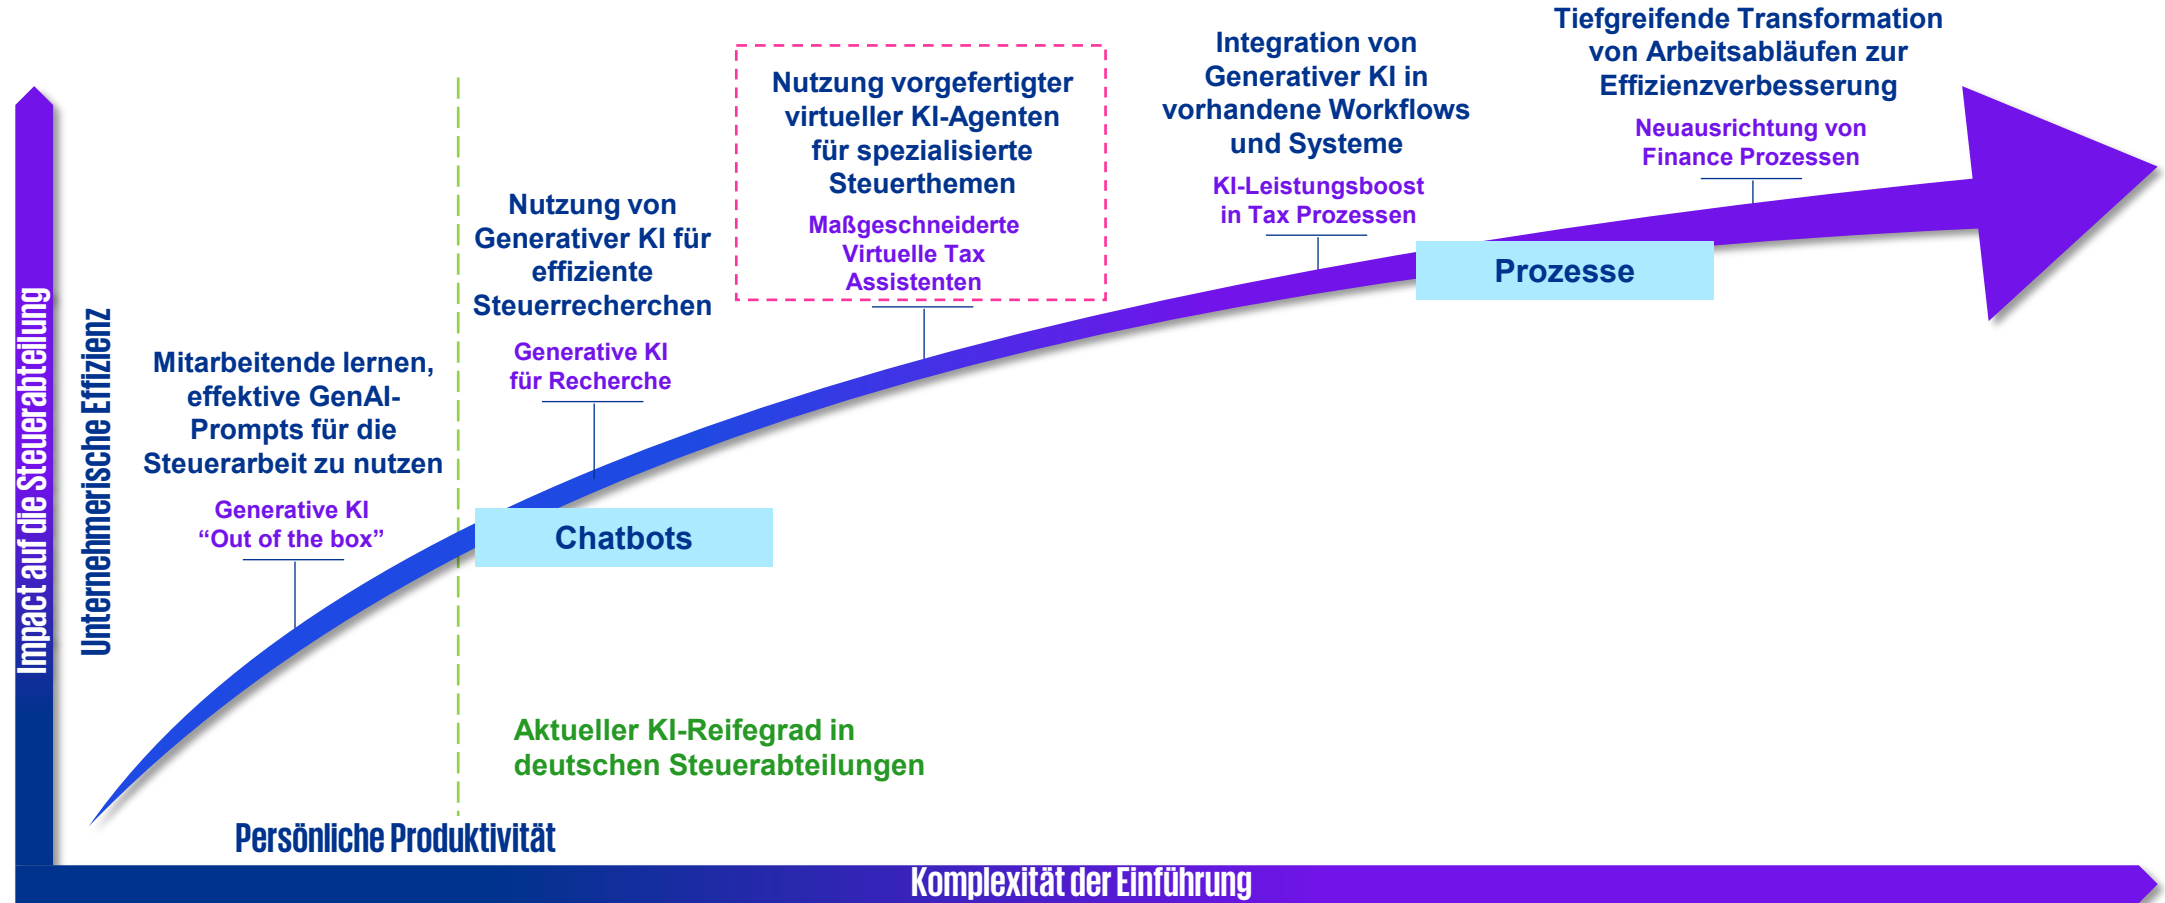 Impact auf die Steuerabteilung
Unternehmerische Effizienz
Mitarbeitende lernen,
effektive GenAI-
Prompts für die
Steuerarbeit zu nutzen
Generative KI
“Out of the box”
Nutzung von
Generativer KI für
effiziente
Steuerrecherchen
Generative KI
für Recherche
Chatbots
Nutzung vorgefertigter
virtueller KI-Agenten
für spezialisierte
Steuerthemen
Maßgeschneiderte
Virtuelle Tax
Assistenten
Integration von
Generativer KI in
vorhandene Workflows
und Systeme
KI-Leistungsboost
in Tax Prozessen
Prozesse
Tiefgreifende Transformation
von Arbeitsabläufen zur
Effizienzverbesserung
Neuausrichtung von
Finance Prozessen
Aktueller KI-Reifegrad in
deutschen Steuerabteilungen
Persönliche Produktivität
Komplexität der Einführung